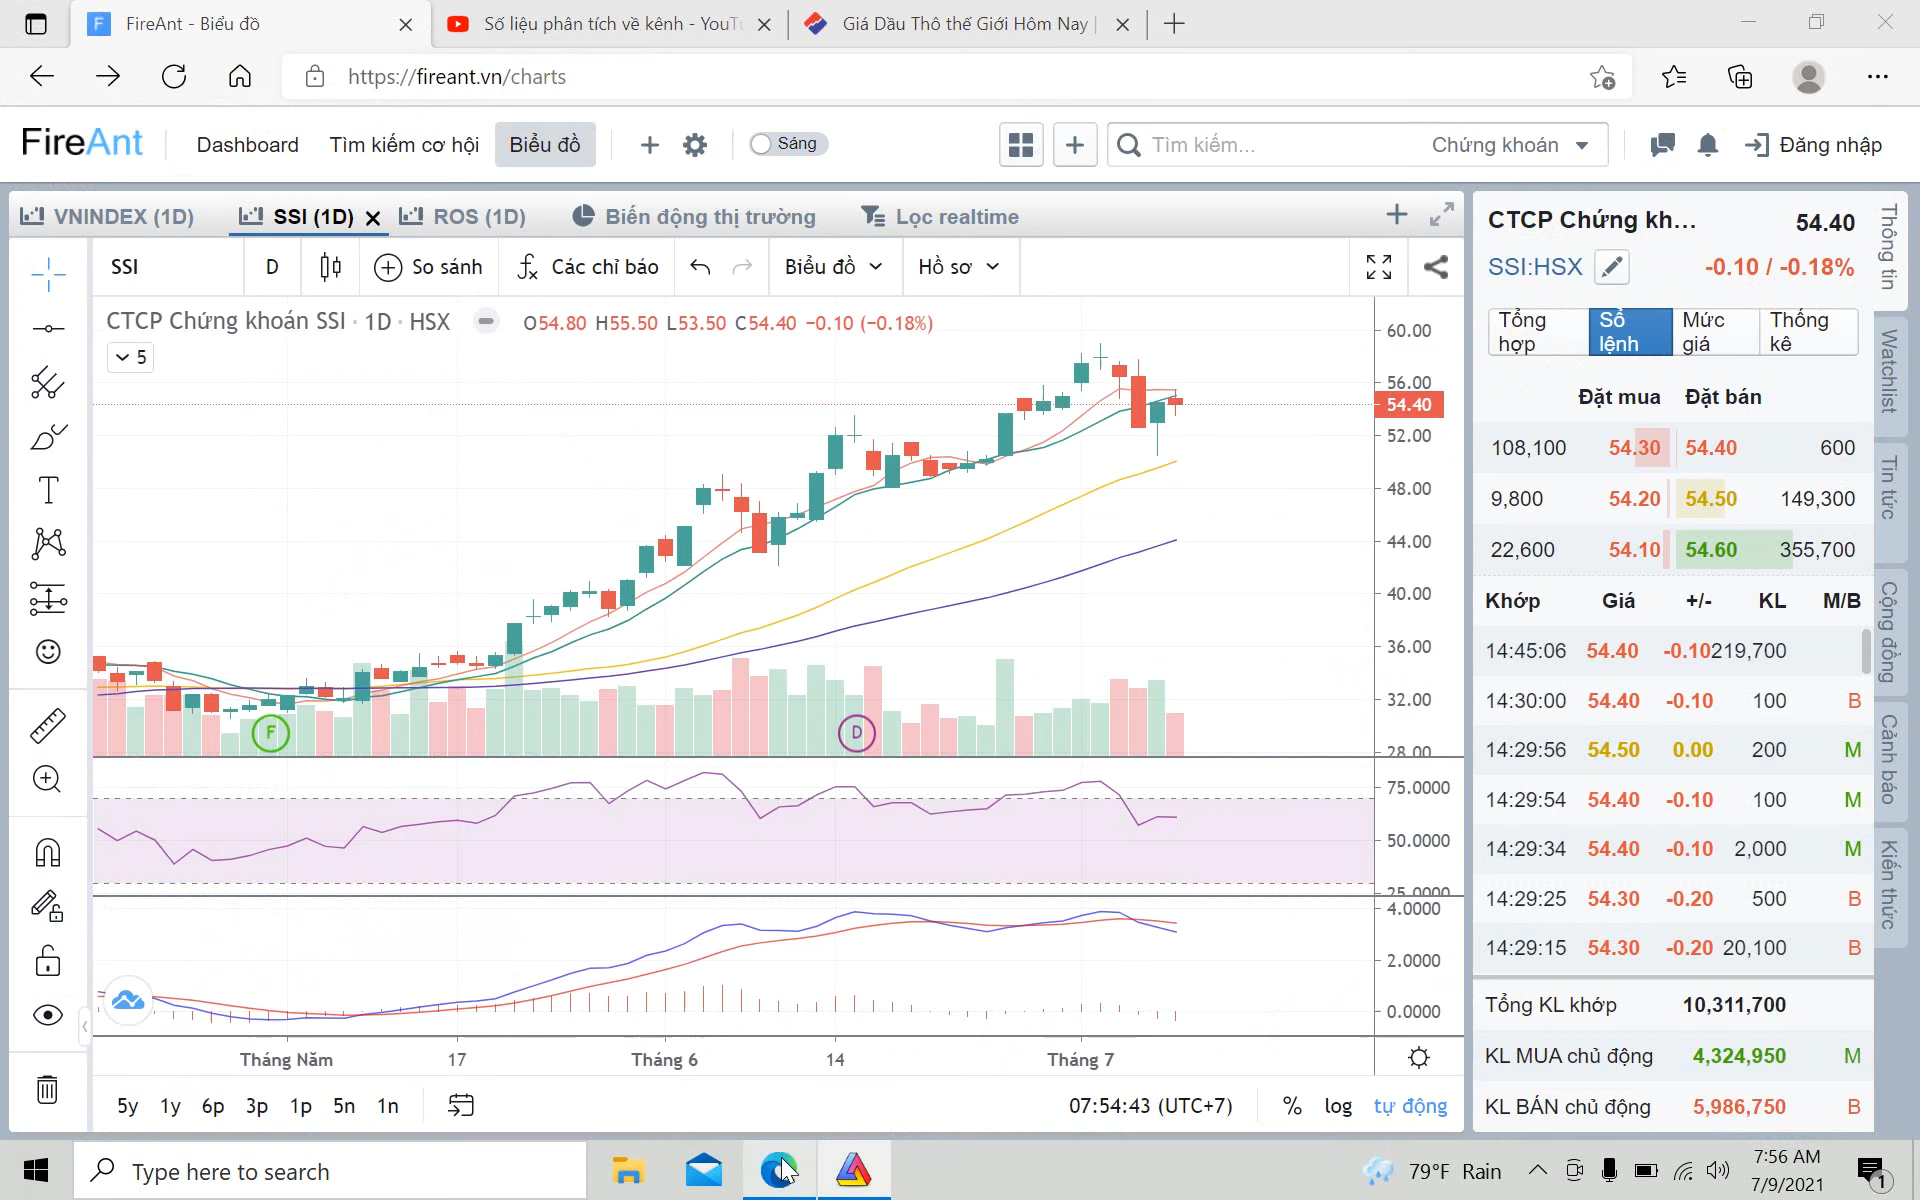 FireAnt - Biểu đồ
Số liệu phân tích về kênh - YouTu
Giá Dầu Thô thế Giới Hôm Nay |
https://fireant.vn/charts
FireAnt
Dashboard
Tìm kiếm cơ hội
Biểu đồ
Sáng
Tìm kiếm...
Chứng khoán
Đăng nhập
VNINDEX (1D)
SSI (1D)
ROS (1D)
Biến động thị trường
Lọc realtime
SSI
D
So sánh
Các chỉ báo
Biểu đồ
Hồ sơ
CTCP Chứng khoán SSI · 1D · HSX
O54.80 H55.50 L53.50 C54.40 −0.10 (−0.18%)
5
60.00
56.00
54.40
52.00
48.00
44.00
40.00
36.00
32.00
28.00
F
D
75.0000
50.0000
25.0000
4.0000
2.0000
0.0000
Tháng Năm
17
Tháng 6
14
Tháng 7
5y 1y 6p 3p 1p 5n 1n
07:54:43 (UTC+7)
% log tự động
CTCP Chứng kh... 54.40
SSI:HSX -0.10 / -0.18%
Tổng hợp
Sổ lệnh
Mức giá
Thống kê
Đặt mua Đặt bán
108,100 54.30 54.40 600
9,800 54.20 54.50 149,300
22,600 54.10 54.60 355,700
Khớp Giá +/- KL M/B
14:45:06 54.40 -0.10 219,700
14:30:00 54.40 -0.10 100 B
14:29:56 54.50 0.00 200 M
14:29:54 54.40 -0.10 100 M
14:29:34 54.40 -0.10 2,000 M
14:29:25 54.30 -0.20 500 B
14:29:15 54.30 -0.20 20,100 B
Tổng KL khớp 10,311,700
KL MUA chủ động 4,324,950 M
KL BÁN chủ động 5,986,750 B
Thông tin
Watchlist
Tin tức
Cộng đồng
Cảnh báo
Kiến thức
Type here to search
79°F Rain
7:56 AM
7/9/2021
1